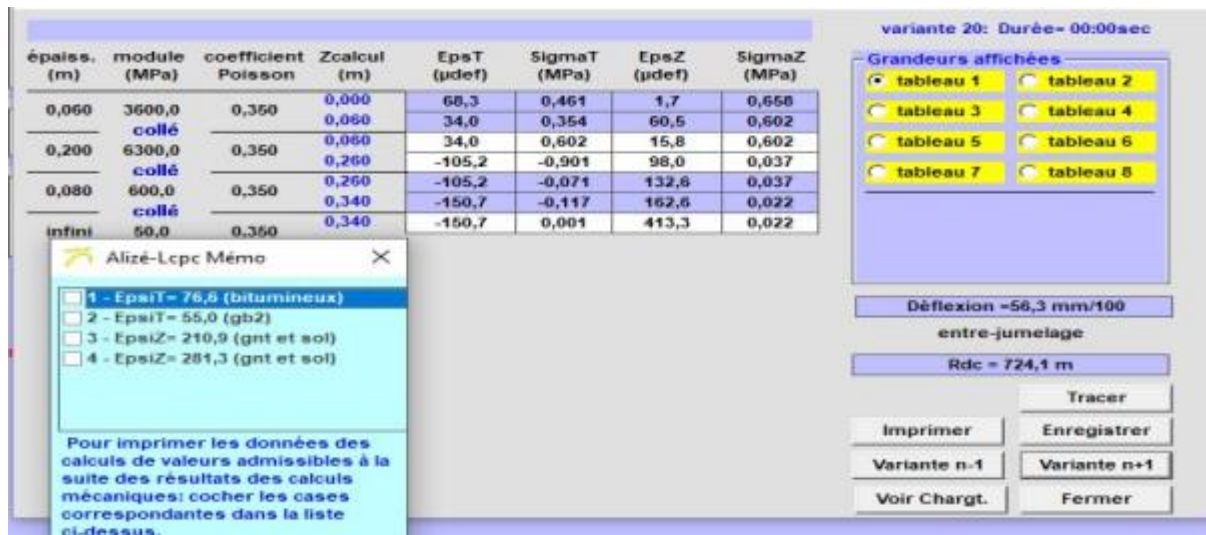 variante 20: Durée= 00:00sec
épaiss. module coefficient Zcalcul EpsT SigmaT EpsZ SigmaZ
(m) (MPa) Poisson (m) (µdef) (MPa) (µdef) (MPa)
0,060 3600,0 0,350 0,000 68,3 0,461 1,7 0,658
0,060 34,0 0,354 60,5 0,602
collé
0,200 6300,0 0,350 0,060 34,0 0,602 15,8 0,602
0,260 -105,2 -0,901 98,0 0,037
collé
0,080 600,0 0,350 0,260 -105,2 -0,071 132,6 0,037
0,340 -150,7 -0,117 162,6 0,022
collé
infini 50,0 0,350 0,340 -150,7 0,001 413,3 0,022
Grandeurs affichées
tableau 1 tableau 2
tableau 3 tableau 4
tableau 5 tableau 6
tableau 7 tableau 8
Alizé-Lcpc Mémo
1 - EpsiT= 76,6 (bitumineux)
2 - EpsiT= 55,0 (gb2)
3 - EpsiZ= 210,9 (gnt et sol)
4 - EpsiZ= 281,3 (gnt et sol)
Pour imprimer les données des
calculs de valeurs admissibles à la
suite des résultats des calculs
mécaniques: cocher les cases
correspondantes dans la liste
ci-dessus.
Déflexion =56,3 mm/100
entre-jumelage
Rdc = 724,1 m
Tracer
Imprimer Enregistrer
Variante n-1 Variante n+1
Voir Chargt. Fermer